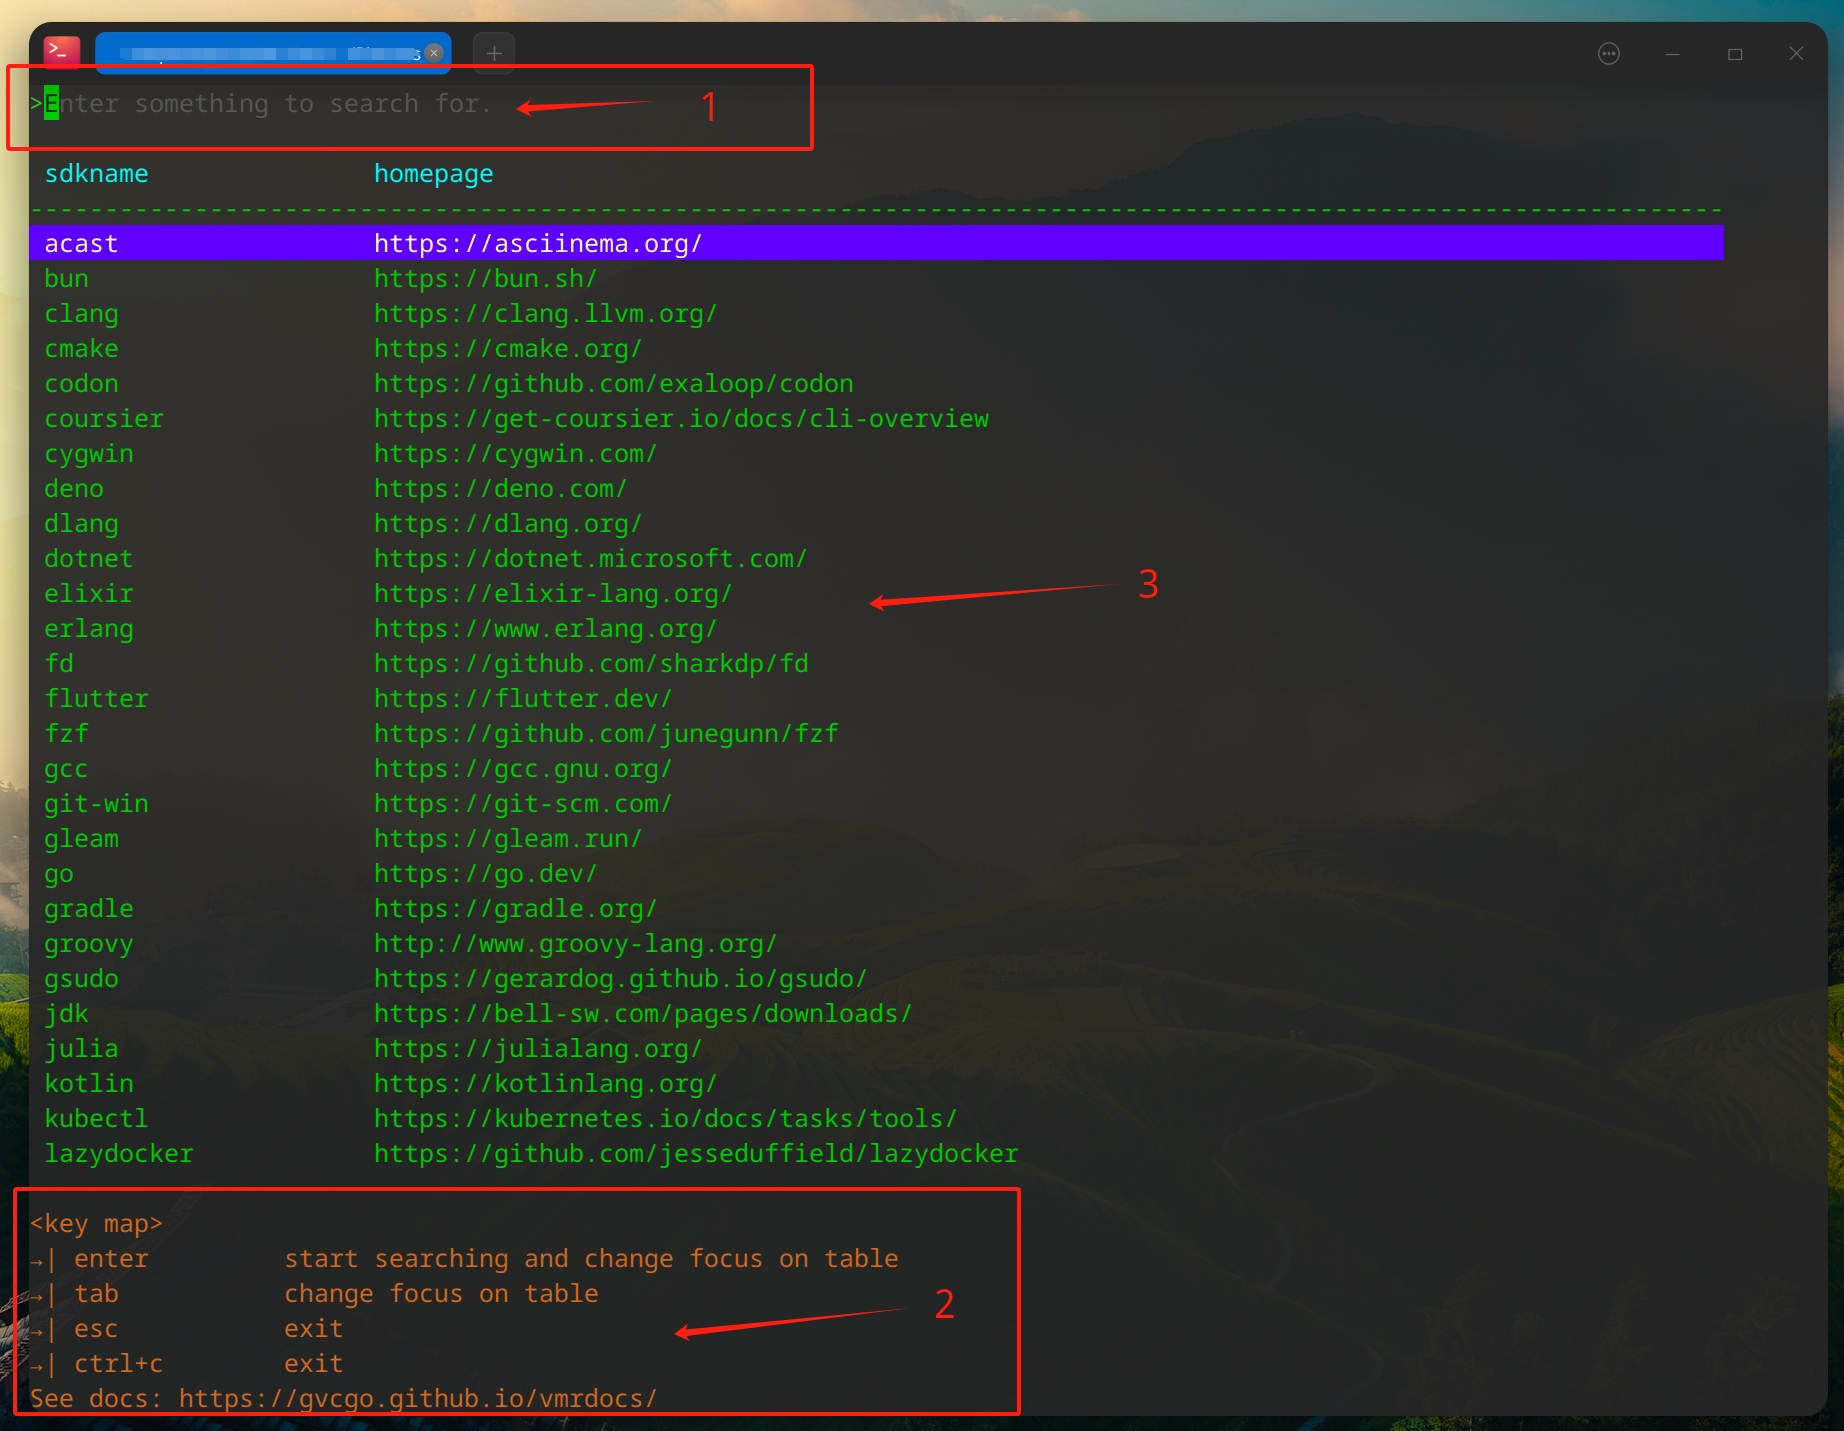 >Enter something to search for.
1
sdkname homepage
acast https://asciinema.org/
bun https://bun.sh/
clang https://clang.llvm.org/
cmake https://cmake.org/
codon https://github.com/exaloop/codon
coursier https://get-coursier.io/docs/cli-overview
cygwin https://cygwin.com/
deno https://deno.com/
dlang https://dlang.org/
dotnet https://dotnet.microsoft.com/
elixir https://elixir-lang.org/
3
erlang https://www.erlang.org/
fd https://github.com/sharkdp/fd
flutter https://flutter.dev/
fzf https://github.com/junegunn/fzf
gcc https://gcc.gnu.org/
git-win https://git-scm.com/
gleam https://gleam.run/
go https://go.dev/
gradle https://gradle.org/
groovy http://www.groovy-lang.org/
gsudo https://gerardog.github.io/gsudo/
jdk https://bell-sw.com/pages/downloads/
julia https://julialang.org/
kotlin https://kotlinlang.org/
kubectl https://kubernetes.io/docs/tasks/tools/
lazydocker https://github.com/jesseduffield/lazydocker
<key map>
→| enter start searching and change focus on table
→| tab change focus on table
2
→| esc exit
→| ctrl+c exit
See docs: https://gvcgo.github.io/vmrdocs/